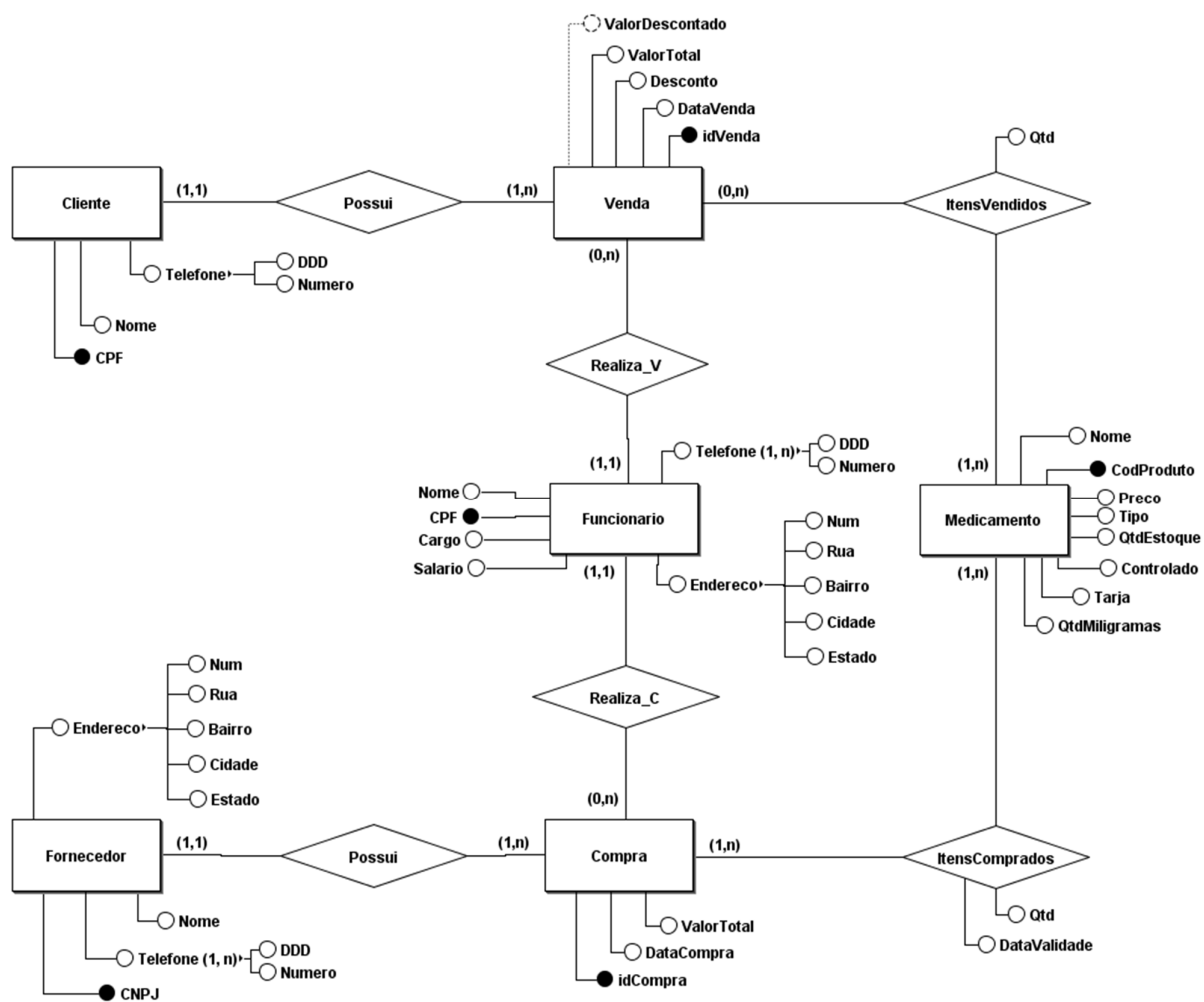 ValorDescontado
ValorTotal
Desconto
DataVenda
idVenda
Qtd
Cliente
(1,1)
Possui
(1,n)
Venda
(0,n)
ItensVendidos
(0,n)
Telefone
DDD
Numero
Nome
CPF
Realiza_V
(1,1)
Telefone (1, n)
DDD
Numero
(1,n)
Nome
CodProduto
Nome
CPF
Cargo
Salario
Funcionario
(1,1)
Medicamento
Preco
Tipo
QtdEstoque
Controlado
Tarja
QtdMiligramas
(1,n)
Endereco
Num
Rua
Bairro
Cidade
Estado
Realiza_C
Endereco
Num
Rua
Bairro
Cidade
Estado
(0,n)
Fornecedor
(1,1)
Possui
(1,n)
Compra
(1,n)
ItensComprados
Qtd
DataValidade
Nome
Telefone (1, n)
DDD
Numero
CNPJ
ValorTotal
DataCompra
idCompra